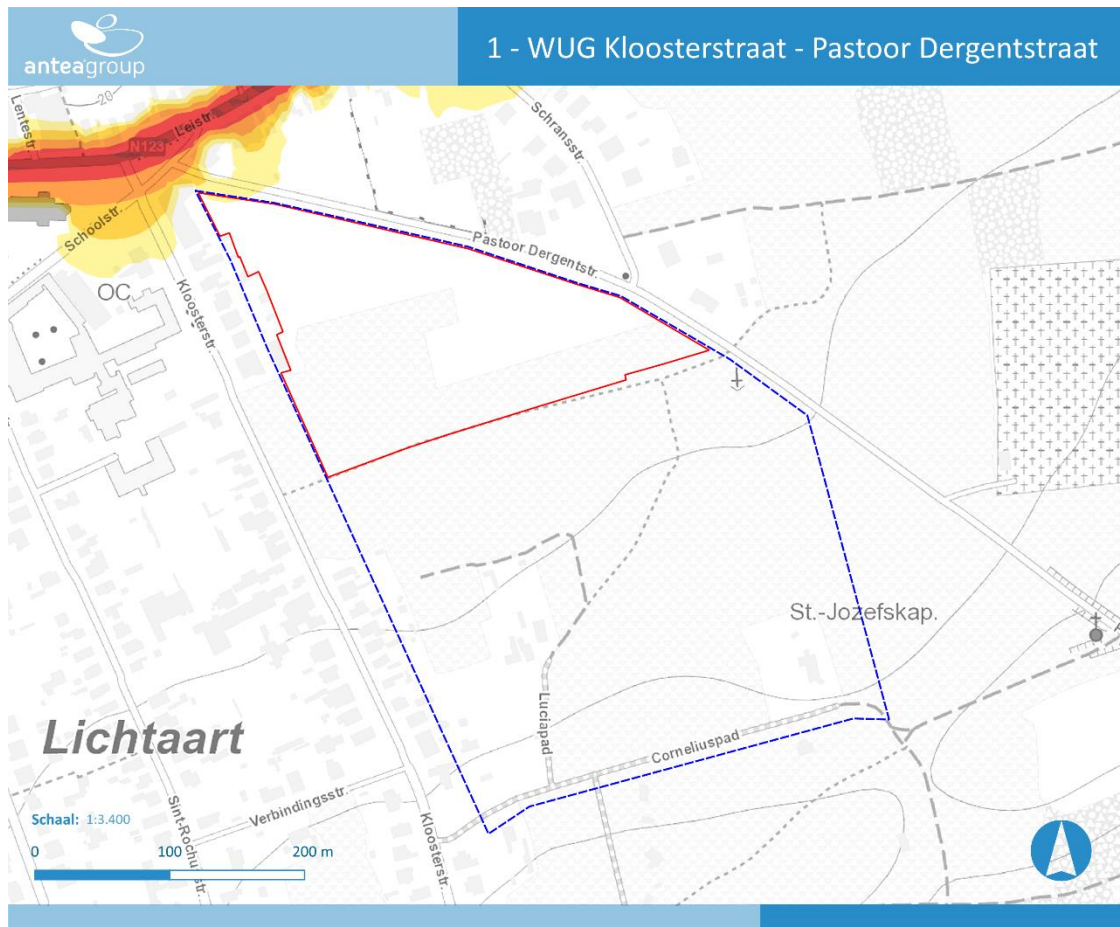 anteagroup
1 - WUG Kloosterstraat - Pastoor Dergentstraat
Lentestr.
20
Leistr.
N123
Schransstr.
Schoolstr.
Pastoor Dergentstr.
OC
Kloosterstr.
St.-Jozefskap.
Luciapad
Corneliuspad
Lichtaart
Verbindingsstr.
Sint-Rochusstr.
Kloosterstr.
Schaal: 1:3.400
0 100 200 m